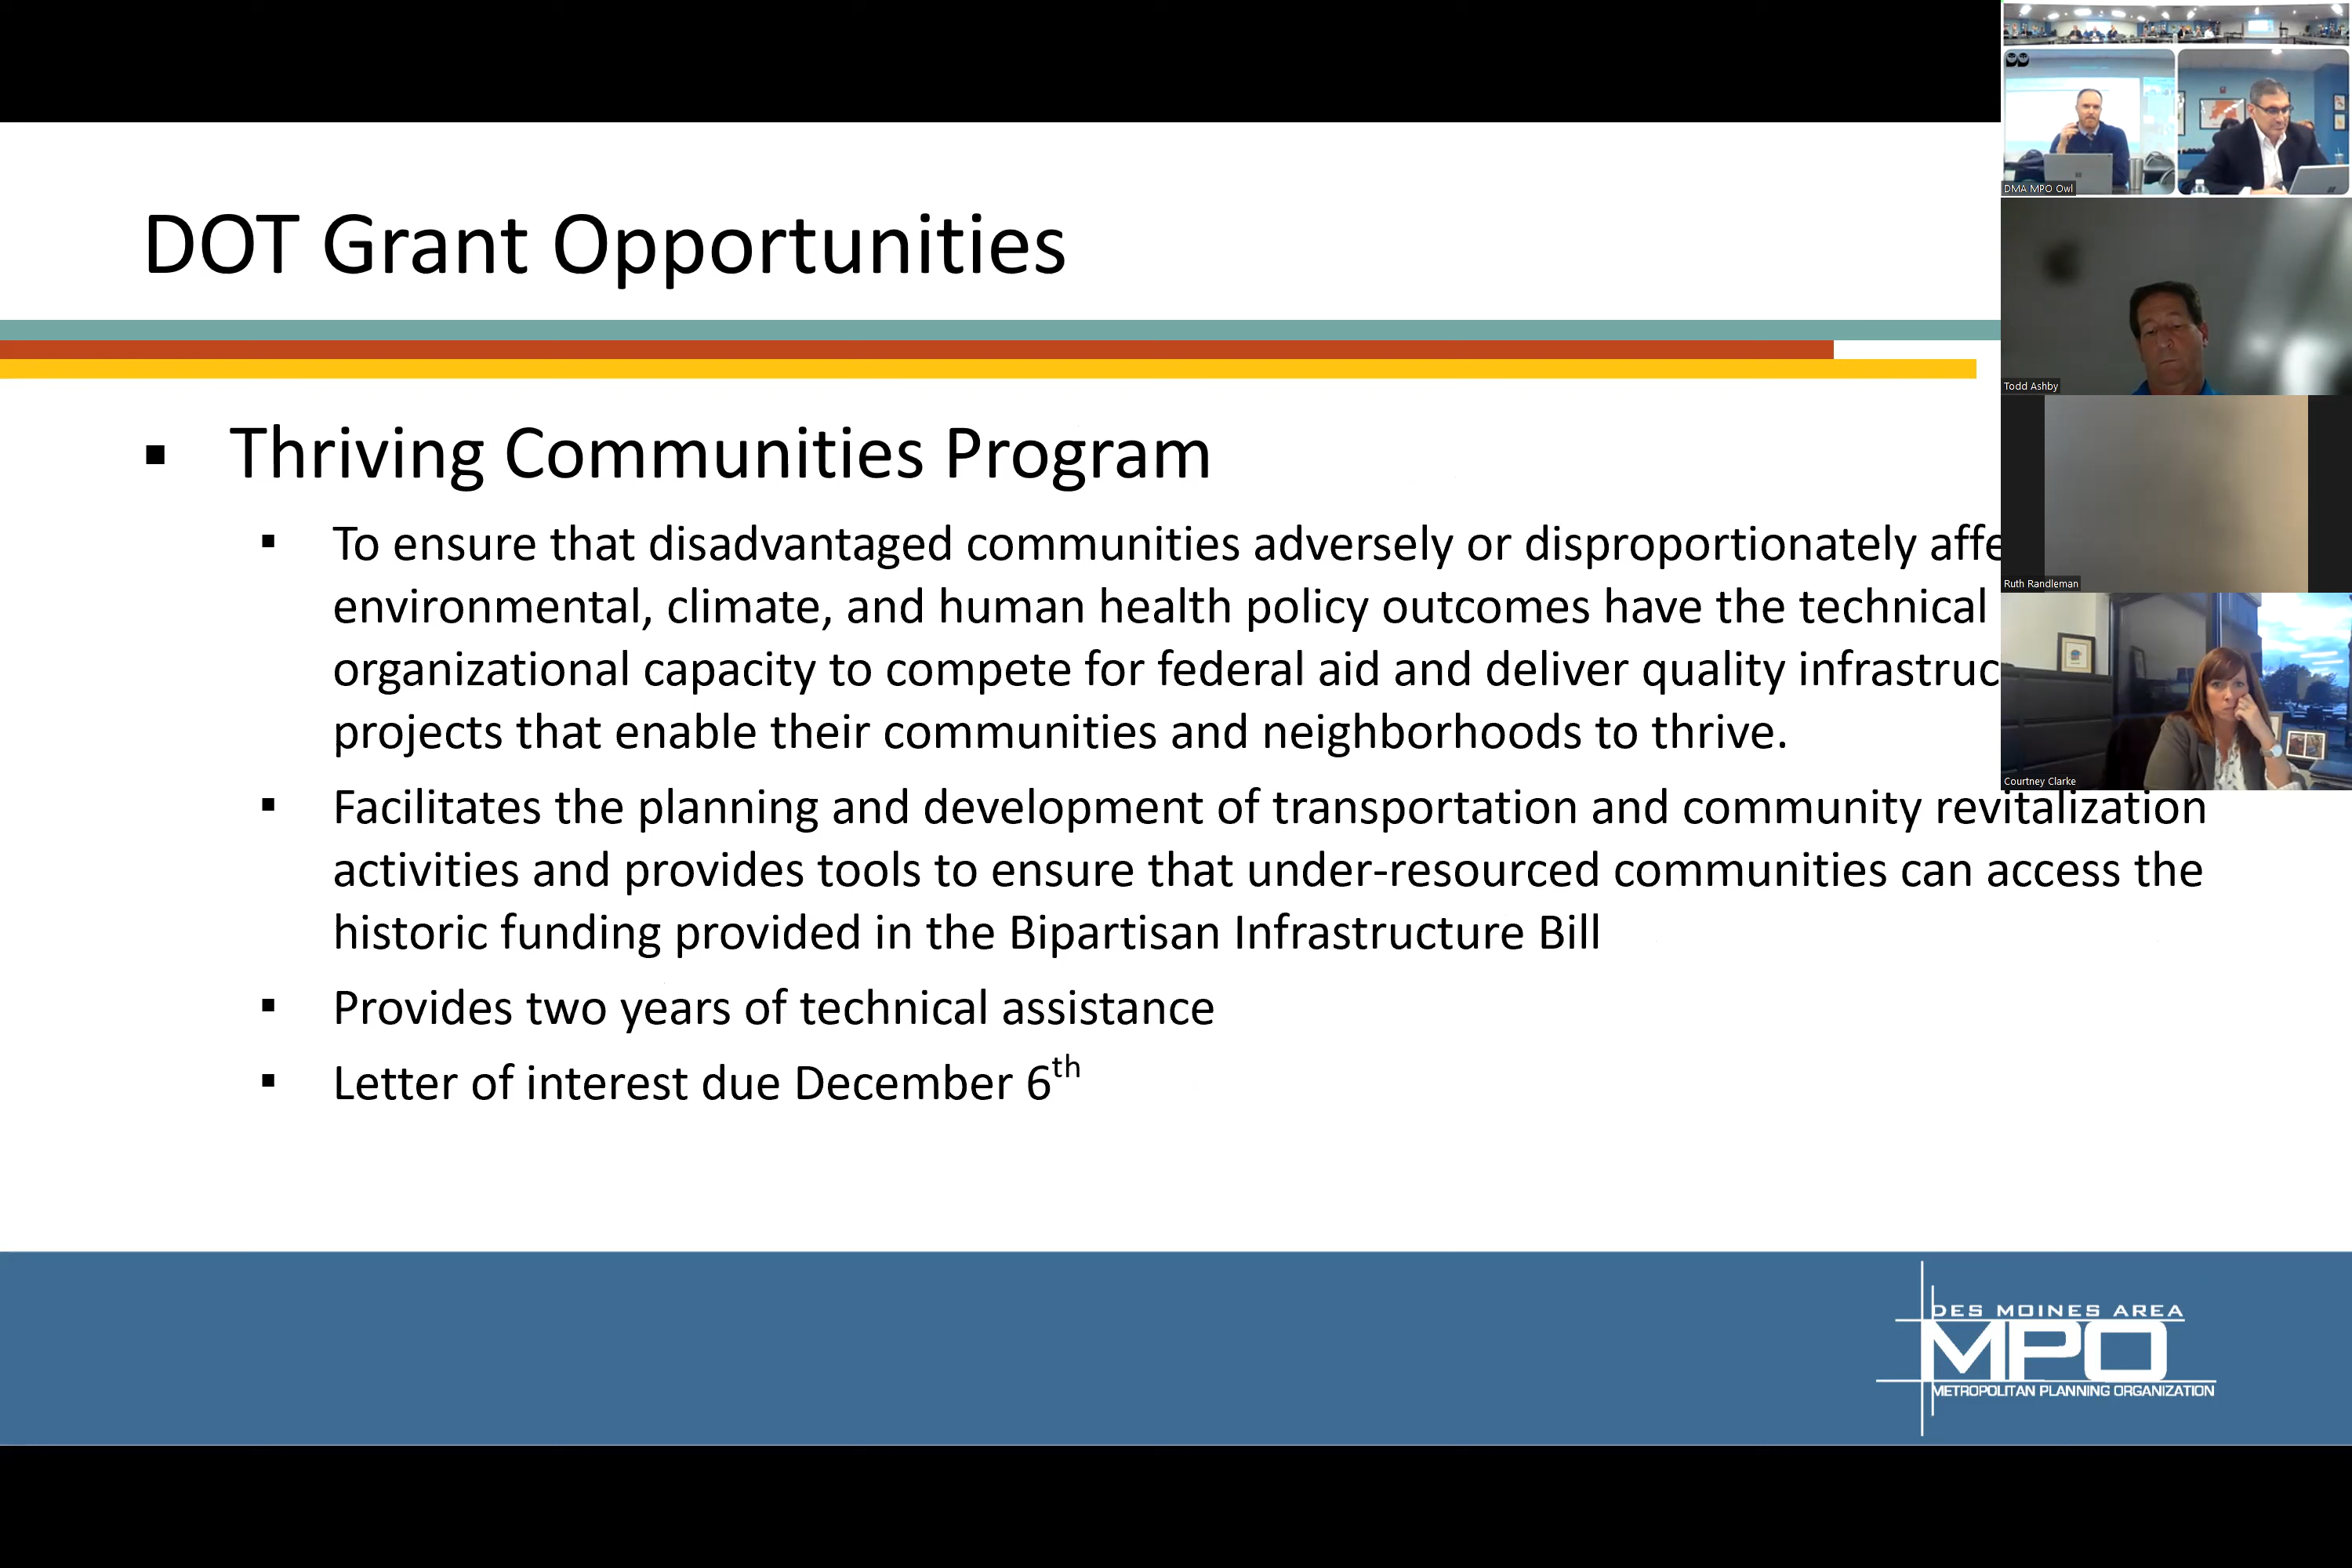 DOT Grant Opportunities
▪ Thriving Communities Program
▪ To ensure that disadvantaged communities adversely or disproportionately affe
environmental, climate, and human health policy outcomes have the technical
organizational capacity to compete for federal aid and deliver quality infrastruc
projects that enable their communities and neighborhoods to thrive.
▪ Facilitates the planning and development of transportation and community revitalization
activities and provides tools to ensure that under-resourced communities can access the
historic funding provided in the Bipartisan Infrastructure Bill
▪ Provides two years of technical assistance
▪ Letter of interest due December 6th
DMA MPO Owl
Todd Ashby
Ruth Randleman
Courtney Clarke
DES MOINES AREA
MPO
METROPOLITAN PLANNING ORGANIZATION